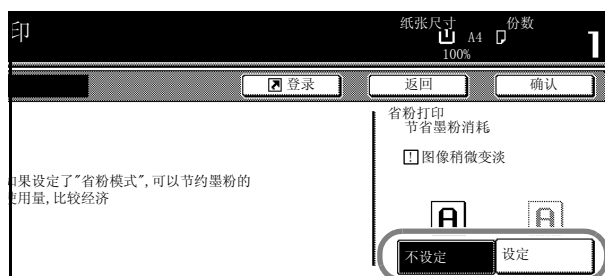 印
纸张尺寸 份数
A4 1
100%
登录 返回 确认
省粉打印
节省墨粉消耗
! 图像稍微变淡
如果设定了"省粉模式", 可以节约墨粉的
使用量, 比较经济
A A
不设定 设定